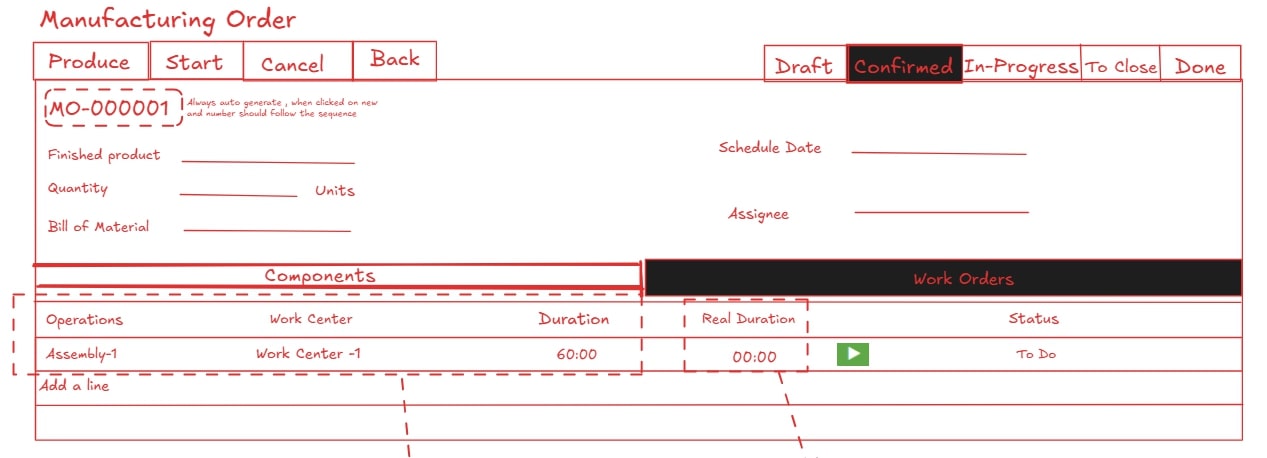 Manufacturing Order
Produce Start Cancel Back Draft Confirmed In-Progress To Close Done
MO-000001 Always auto generate , when clicked on new
and number should follow the sequence
Finished product Schedule Date
Quantity Units
Bill of Material Assignee
Components Work Orders
Operations Work Center Duration Real Duration Status
Assembly-1 Work Center -1 60:00 00:00 To Do
Add a line